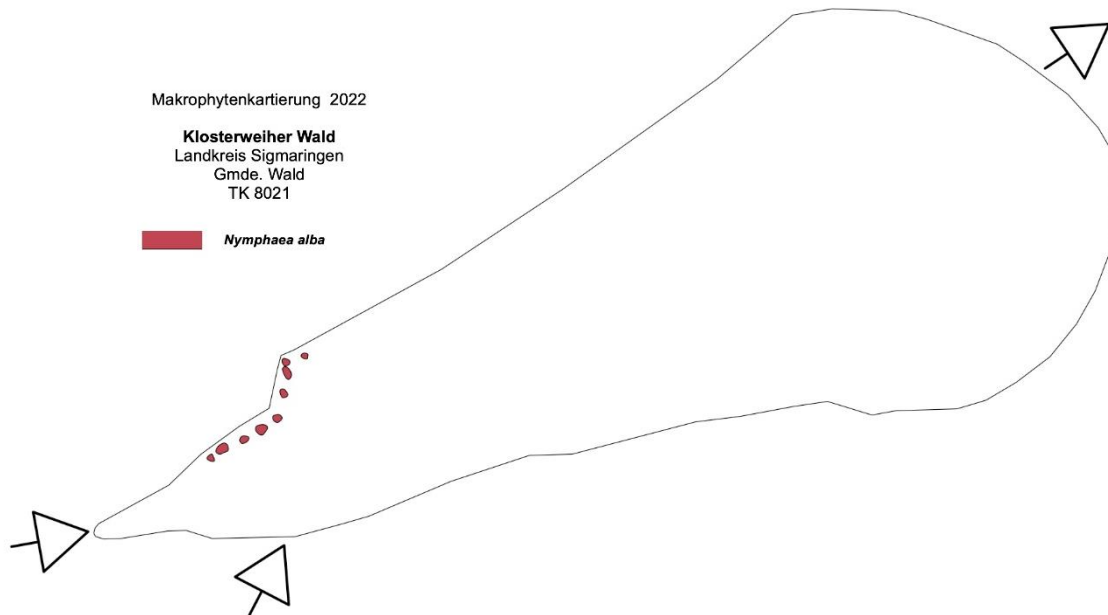 Makrophytenkartierung 2022
Klosterweiher Wald
Landkreis Sigmaringen
Gmde. Wald
TK 8021
Nymphaea alba